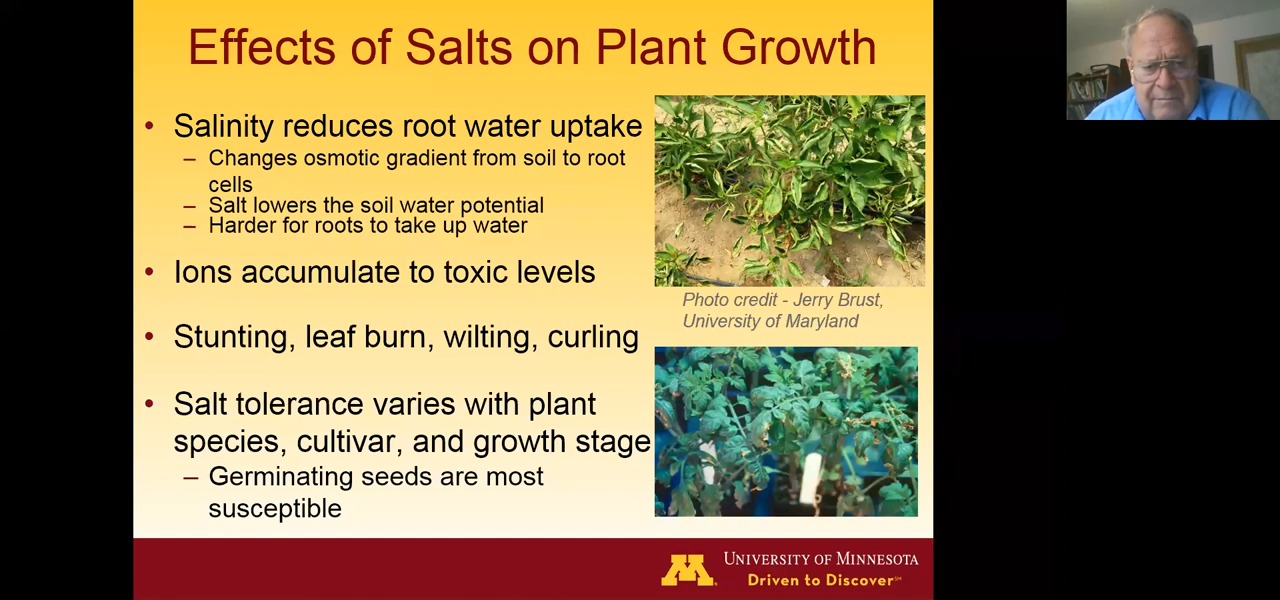 Effects of Salts on Plant Growth
• Salinity reduces root water uptake
– Changes osmotic gradient from soil to root
cells
– Salt lowers the soil water potential
– Harder for roots to take up water
• Ions accumulate to toxic levels
• Stunting, leaf burn, wilting, curling
• Salt tolerance varies with plant
species, cultivar, and growth stage
– Germinating seeds are most
susceptible
Photo credit - Jerry Brust,
University of Maryland
M
UNIVERSITY OF MINNESOTA
Driven to Discover℠